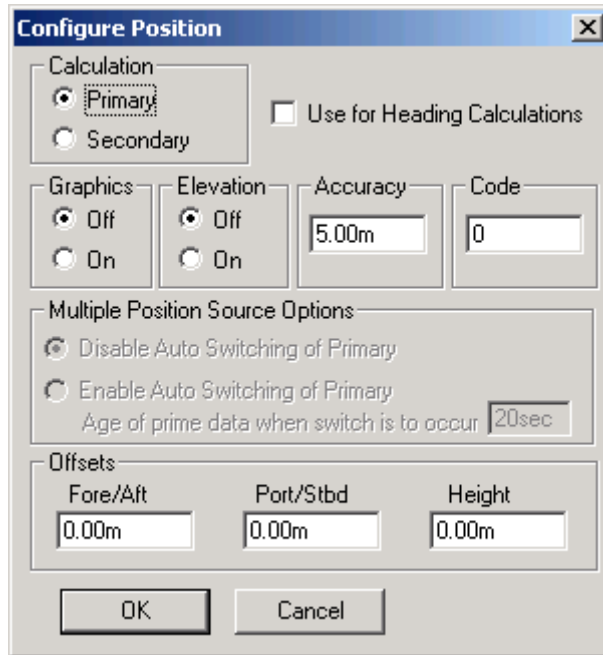 Configure Position
Calculation
Primary
Secondary
Use for Heading Calculations
Graphics
Off
On
Elevation
Off
On
Accuracy
5.00m
Code
0
Multiple Position Source Options
Disable Auto Switching of Primary
Enable Auto Switching of Primary
Age of prime data when switch is to occur 20sec
Offsets
Fore/Aft Port/Stbd Height
0.00m 0.00m 0.00m
OK Cancel